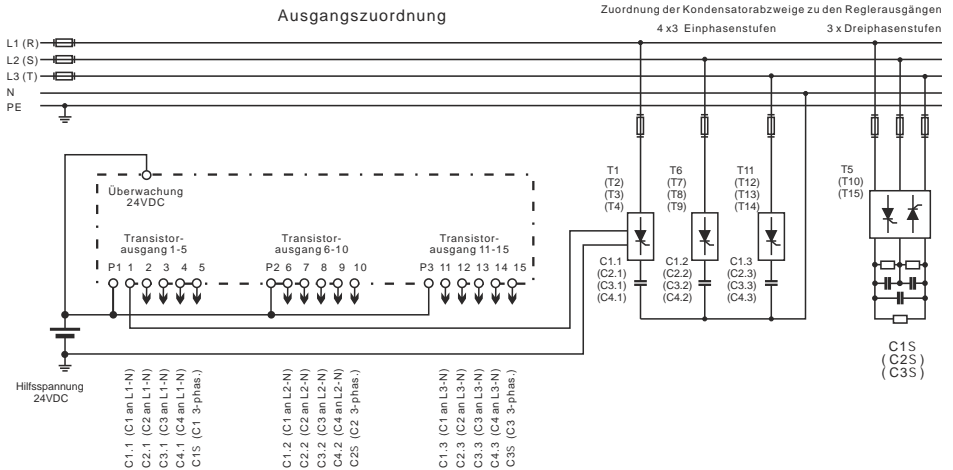 Ausgangszuordnung
Zuordnung der Kondensatorabzweige zu den Reglerausgängen
4 x3 Einphasenstufen
3 x Dreiphasenstufen
L1 (R)
L2 (S)
L3 (T)
N
PE
Überwachung
24VDC
Transistor-
ausgang 1-5
P1 1 2 3 4 5
Transistor-
ausgang 6-10
P2 6 7 8 9 10
Transistor-
ausgang 11-15
P3 11 12 13 14 15
T1
(T2)
(T3)
(T4)
T6
(T7)
(T8)
(T9)
T11
(T12)
(T13)
(T14)
T5
(T10)
(T15)
C1.1
(C2.1)
(C3.1)
(C4.1)
C1.2
(C2.2)
(C3.2)
(C4.2)
C1.3
(C2.3)
(C3.3)
(C4.3)
C1S
(C2S)
(C3S)
Hilfsspannung
24VDC
C1.1 (C1 an L1-N)
C2.1 (C2 an L1-N)
C3.1 (C3 an L1-N)
C4.1 (C4 an L1-N)
C1S (C1 3-phas.)
C1.2 (C1 an L2-N)
C2.2 (C2 an L2-N)
C3.2 (C3 an L2-N)
C4.2 (C4 an L2-N)
C2S (C2 3-phas.)
C1.3 (C1 an L3-N)
C2.3 (C2 an L3-N)
C3.3 (C3 an L3-N)
C4.3 (C4 an L3-N)
C3S (C3 3-phas.)